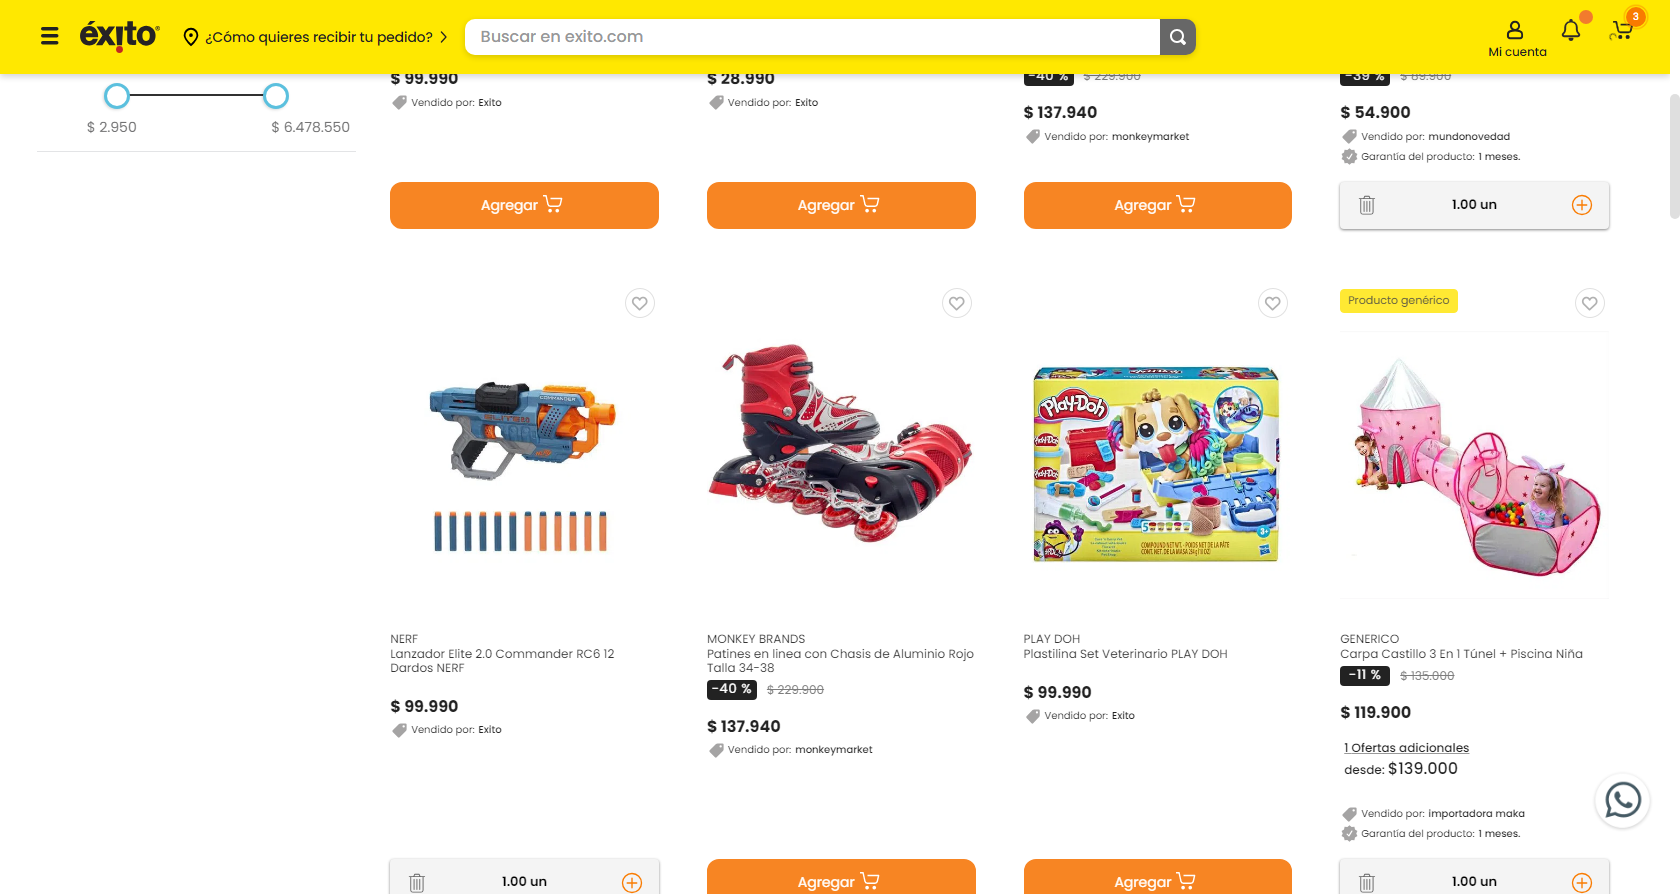 éxito
¿Cómo quieres recibir tu pedido?
Buscar en exito.com
Mi cuenta
3
$ 2.950
$ 6.478.550
$ 99.990
Vendido por: Exito
Agregar
$ 28.990
Vendido por: Exito
Agregar
-40 % $ 229.900
$ 137.940
Vendido por: monkeymarket
Agregar
-39 % $ 89.900
$ 54.900
Vendido por: mundonovedad
Garantía del producto: 1 meses.
1.00 un
COMMANDER
NERF
Lanzador Elite 2.0 Commander RC6 12
Dardos NERF
$ 99.990
Vendido por: Exito
1.00 un
MONKEY BRANDS
Patines en linea con Chasis de Aluminio Rojo
Talla 34-38
-40 % $ 229.900
$ 137.940
Vendido por: monkeymarket
Agregar
Play-Doh
PLAY DOH
Plastilina Set Veterinario PLAY DOH
$ 99.990
Vendido por: Exito
Agregar
Producto genérico
GENERICO
Carpa Castillo 3 En 1 Túnel + Piscina Niña
-11 % $ 135.000
$ 119.900
1 Ofertas adicionales
desde: $139.000
Vendido por: importadora maka
Garantía del producto: 1 meses.
1.00 un